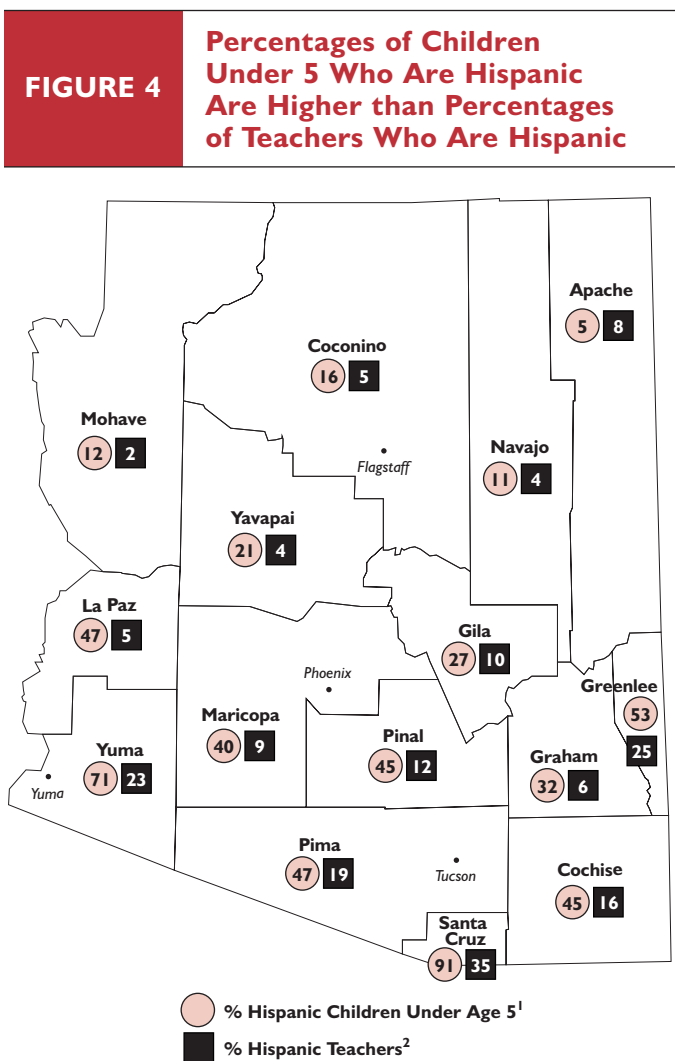 FIGURE 4
Percentages of Children
Under 5 Who Are Hispanic
Are Higher than Percentages
of Teachers Who Are Hispanic
Apache
5 8
Coconino
16 5
Mohave
12 2
Flagstaff
Navajo
11 4
Yavapai
21 4
La Paz
47 5
Gila
27 10
Phoenix
Greenlee
53
25
Maricopa
40 9
Pinal
45 12
Graham
32 6
Yuma
71 23
Yuma
Pima
47 19
Tucson
Cochise
45 16
Santa
Cruz
91 35
% Hispanic Children Under Age 5¹
% Hispanic Teachers²